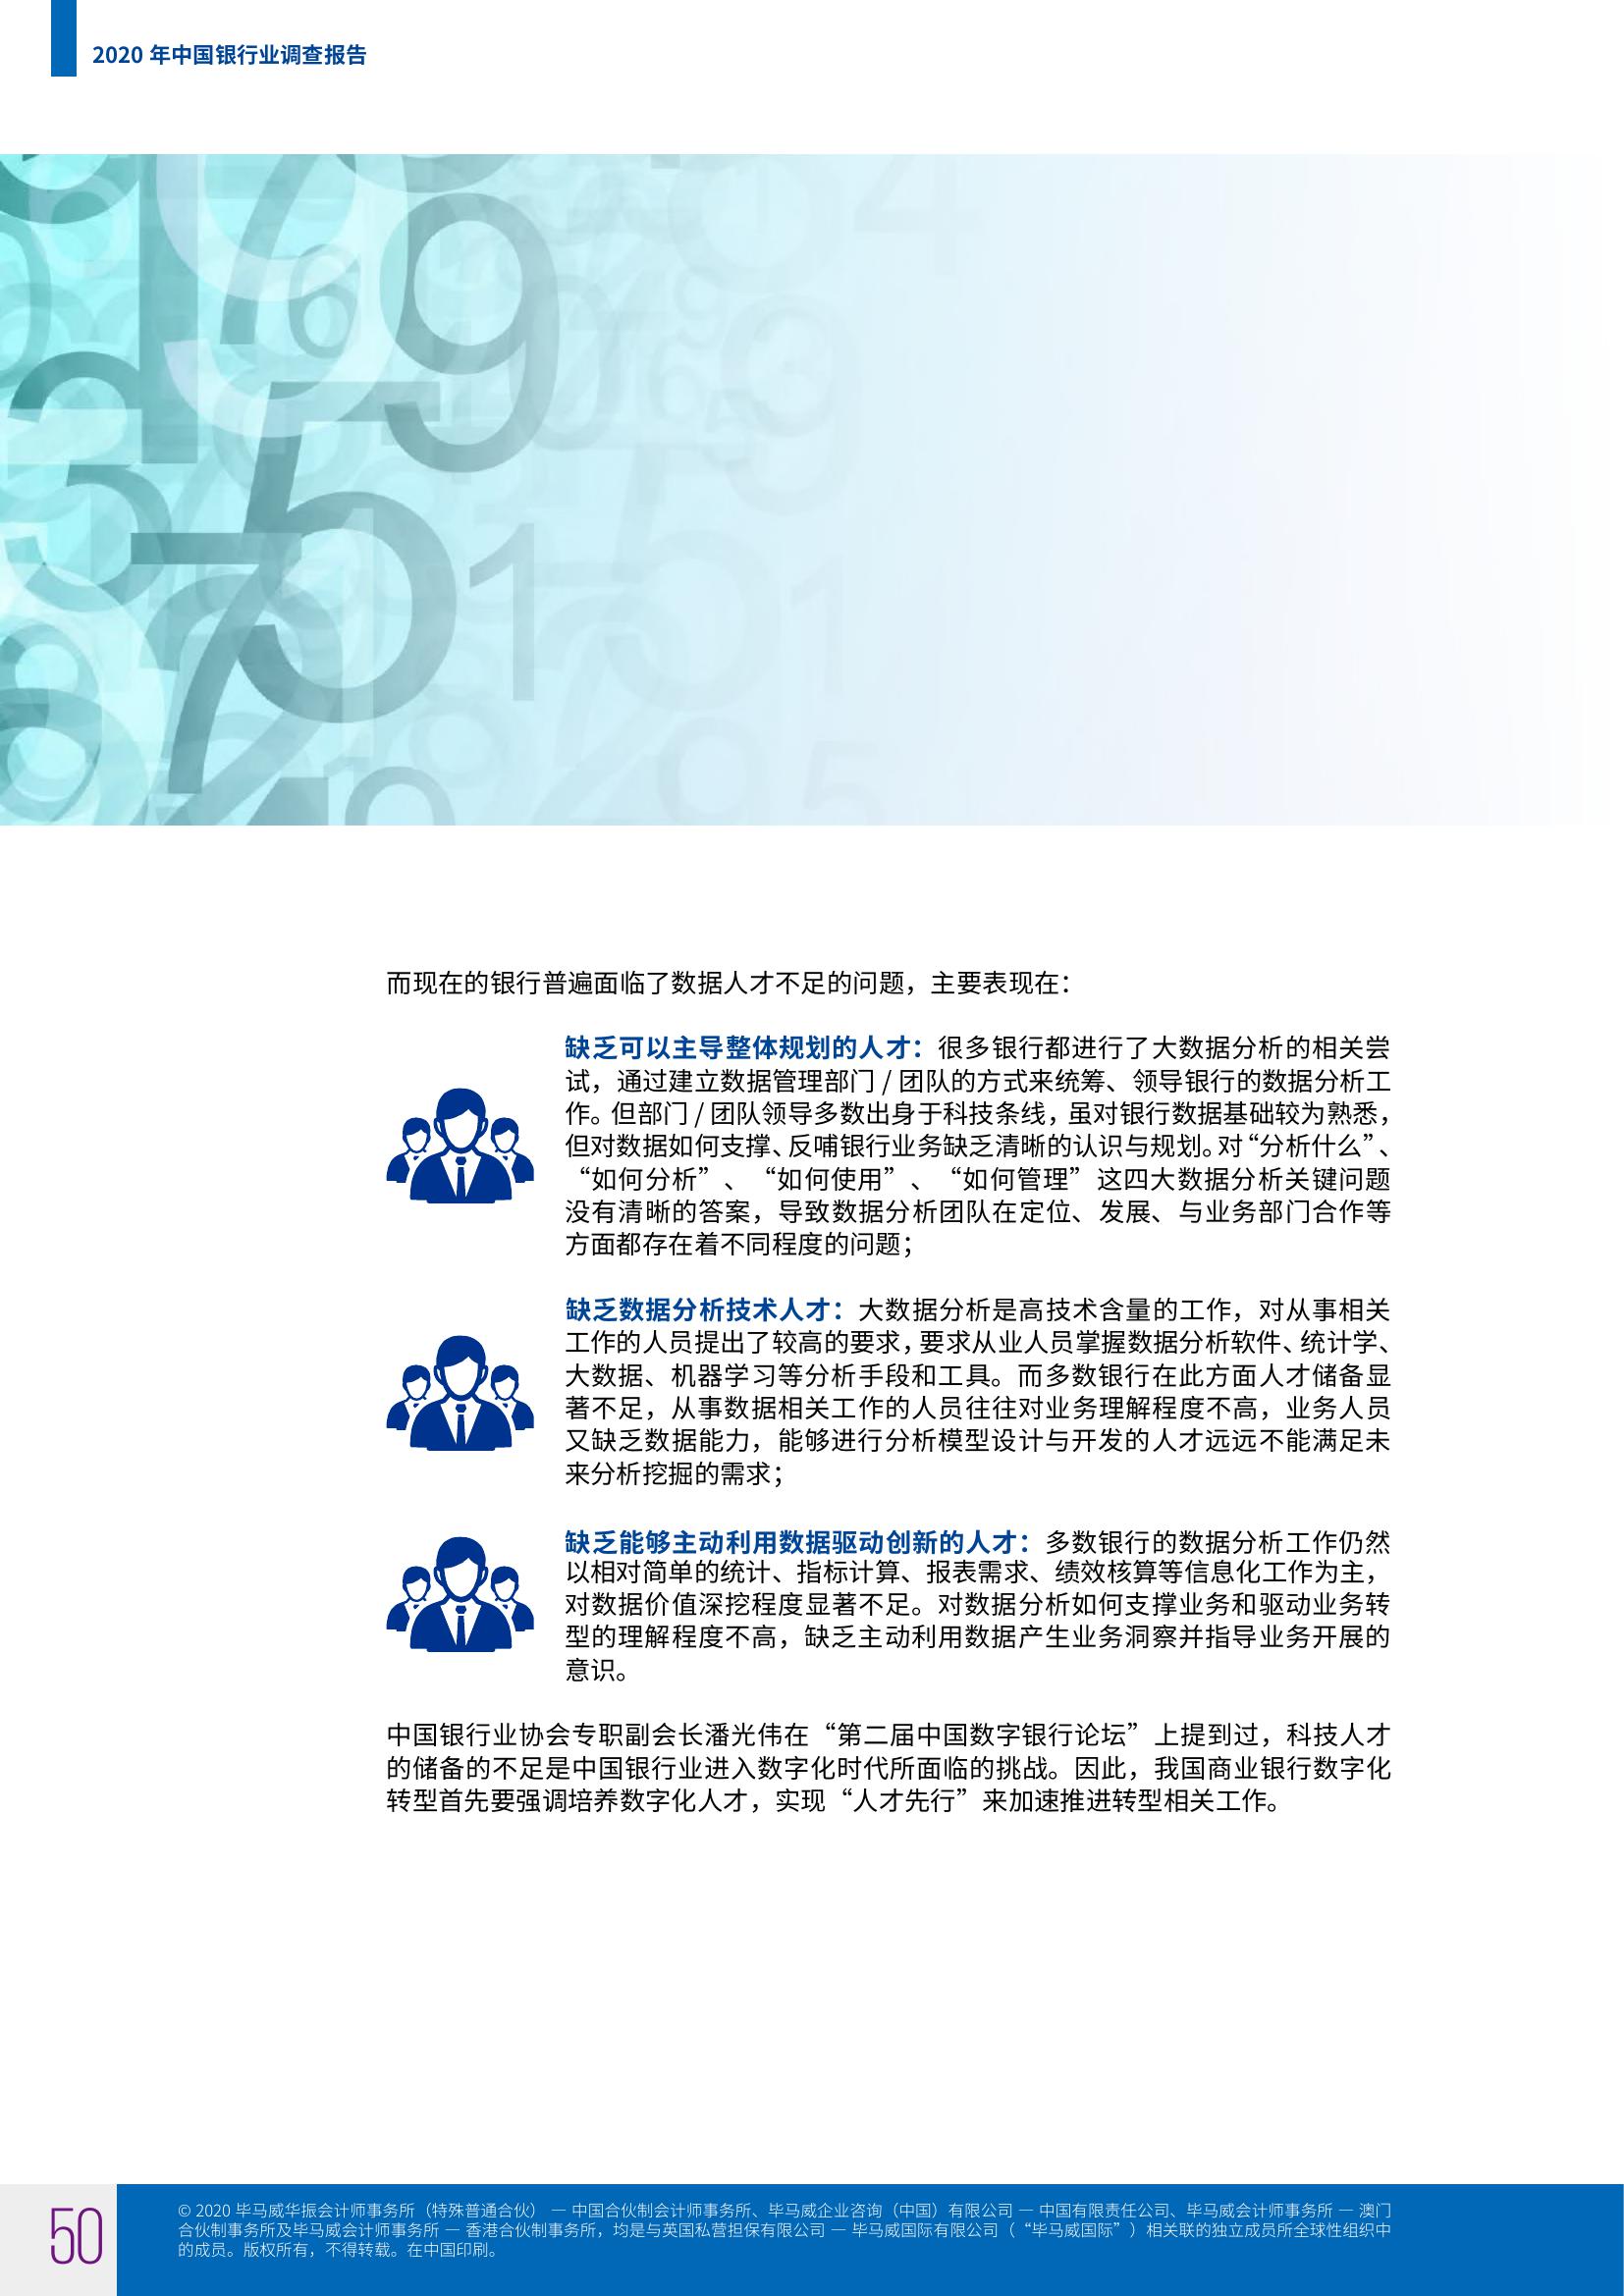 2020 年中国银行业调查报告
而现在的银行普遍面临了数据人才不足的问题，主要表现在：
缺乏可以主导整体规划的人才：很多银行都进行了大数据分析的相关尝
试，通过建立数据管理部门 / 团队的方式来统筹、领导银行的数据分析工
作。但部门 / 团队领导多数出身于科技条线，虽对银行数据基础较为熟悉，
但对数据如何支撑、反哺银行业务缺乏清晰的认识与规划。对“分析什么”、
“如何分析”、“如何使用”、“如何管理”这四大数据分析关键问题
没有清晰的答案，导致数据分析团队在定位、发展、与业务部门合作等
方面都存在着不同程度的问题；
缺乏数据分析技术人才：大数据分析是高技术含量的工作，对从事相关
工作的人员提出了较高的要求，要求从业人员掌握数据分析软件、统计学、
大数据、机器学习等分析手段和工具。而多数银行在此方面人才储备显
著不足，从事数据相关工作的人员往往对业务理解程度不高，业务人员
又缺乏数据能力，能够进行分析模型设计与开发的人才远远不能满足未
来分析挖掘的需求；
缺乏能够主动利用数据驱动创新的人才：多数银行的数据分析工作仍然
以相对简单的统计、指标计算、报表需求、绩效核算等信息化工作为主，
对数据价值深挖程度显著不足。对数据分析如何支撑业务和驱动业务转
型的理解程度不高，缺乏主动利用数据产生业务洞察并指导业务开展的
意识。
中国银行业协会专职副会长潘光伟在“第二届中国数字银行论坛”上提到过，科技人才
的储备的不足是中国银行业进入数字化时代所面临的挑战。因此，我国商业银行数字化
转型首先要强调培养数字化人才，实现“人才先行”来加速推进转型相关工作。
50
© 2020 毕马威华振会计师事务所（特殊普通合伙） — 中国合伙制会计师事务所、毕马威企业咨询（中国）有限公司 — 中国有限责任公司、毕马威会计师事务所 — 澳门
合伙制事务所及毕马威会计师事务所 — 香港合伙制事务所，均是与英国私营担保有限公司 — 毕马威国际有限公司（“毕马威国际”）相关联的独立成员所全球性组织中
的成员。版权所有，不得转载。在中国印刷。